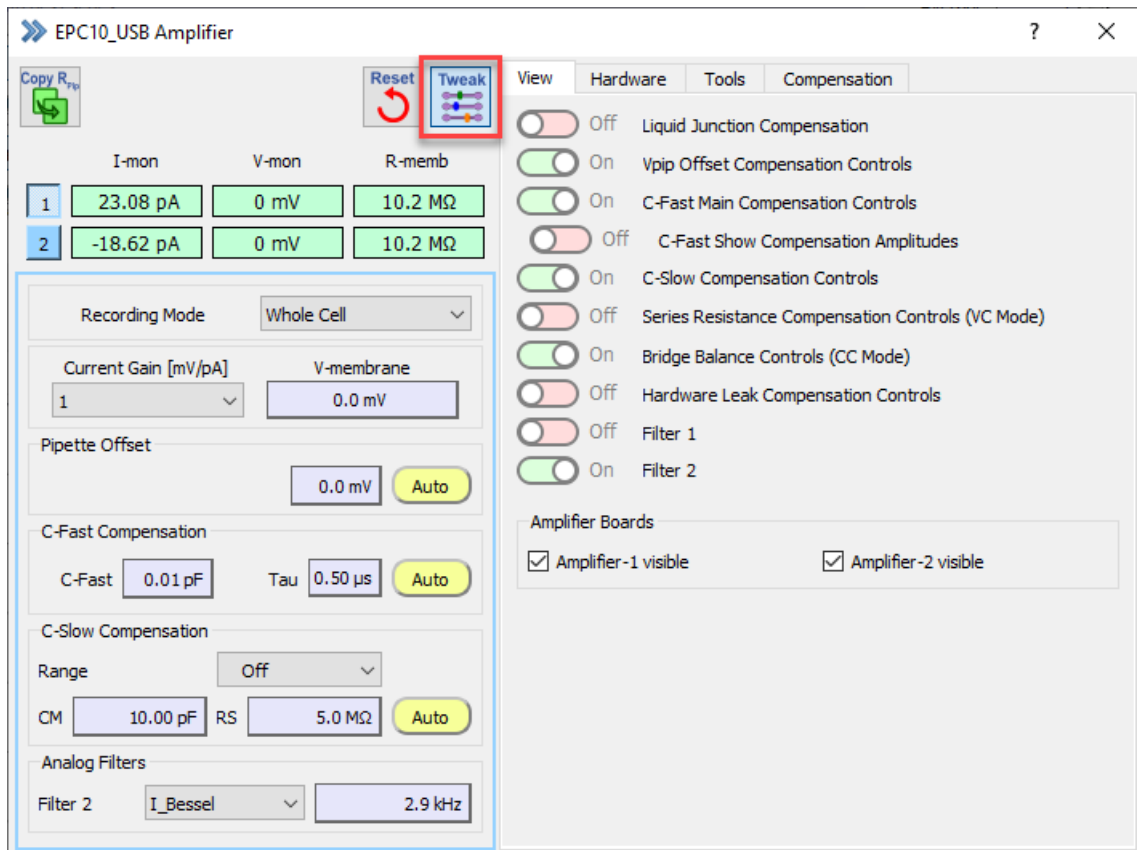 EPC10_USB Amplifier
?
Copy R Pip
Reset
Tweak
I-mon V-mon R-memb
1 23.08 pA 0 mV 10.2 MΩ
2 -18.62 pA 0 mV 10.2 MΩ
Recording Mode Whole Cell
Current Gain [mV/pA] V-membrane
1 0.0 mV
Pipette Offset
0.0 mV Auto
C-Fast Compensation
C-Fast 0.01 pF Tau 0.50 µs Auto
C-Slow Compensation
Range Off
CM 10.00 pF RS 5.0 MΩ Auto
Analog Filters
Filter 2 I_Bessel 2.9 kHz
View Hardware Tools Compensation
Off Liquid Junction Compensation
On Vpip Offset Compensation Controls
On C-Fast Main Compensation Controls
Off C-Fast Show Compensation Amplitudes
On C-Slow Compensation Controls
Off Series Resistance Compensation Controls (VC Mode)
On Bridge Balance Controls (CC Mode)
Off Hardware Leak Compensation Controls
Off Filter 1
On Filter 2
Amplifier Boards
Amplifier-1 visible Amplifier-2 visible